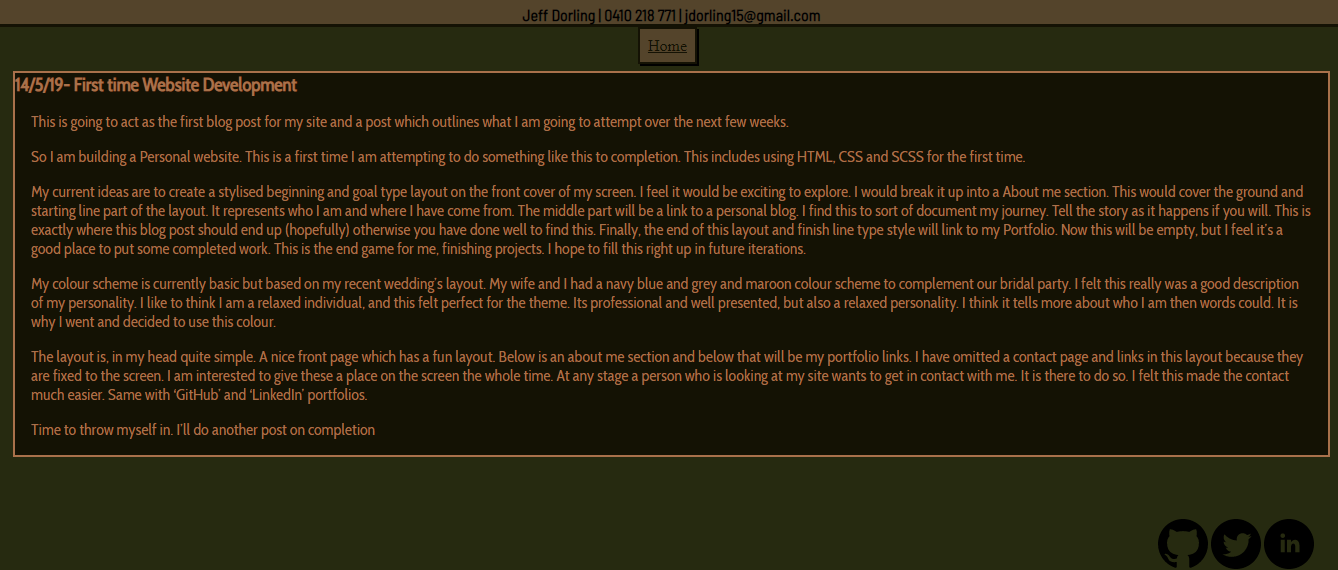 Jeff Dorling | 0410 218 771 | jdorling15@gmail.com
Home
14/5/19- First time Website Development
This is going to act as the first blog post for my site and a post which outlines what I am going to attempt over the next few weeks.
So I am building a Personal website. This is a first time I am attempting to do something like this to completion. This includes using HTML, CSS and SCSS for the first time.
My current ideas are to create a stylised beginning and goal type layout on the front cover of my screen. I feel it would be exciting to explore. I would break it up into a About me section. This would cover the ground and
starting line part of the layout. It represents who I am and where I have come from. The middle part will be a link to a personal blog. I find this to sort of document my journey. Tell the story as it happens if you will. This is
exactly where this blog post should end up (hopefully) otherwise you have done well to find this. Finally, the end of this layout and finish line type style will link to my Portfolio. Now this will be empty, but I feel it's a
good place to put some completed work. This is the end game for me, finishing projects. I hope to fill this right up in future iterations.
My colour scheme is currently basic but based on my recent wedding's layout. My wife and I had a navy blue and grey and maroon colour scheme to complement our bridal party. I felt this really was a good description
of my personality. I like to think I am a relaxed individual, and this felt perfect for the theme. Its professional and well presented, but also a relaxed personality. I think it tells more about who I am then words could. It is
why I went and decided to use this colour.
The layout is, in my head quite simple. A nice front page which has a fun layout. Below is an about me section and below that will be my portfolio links. I have omitted a contact page and links in this layout because they
are fixed to the screen. I am interested to give these a place on the screen the whole time. At any stage a person who is looking at my site wants to get in contact with me. It is there to do so. I felt this made the contact
much easier. Same with ‘GitHub’ and ‘LinkedIn’ portfolios.
Time to throw myself in. I'll do another post on completion
in